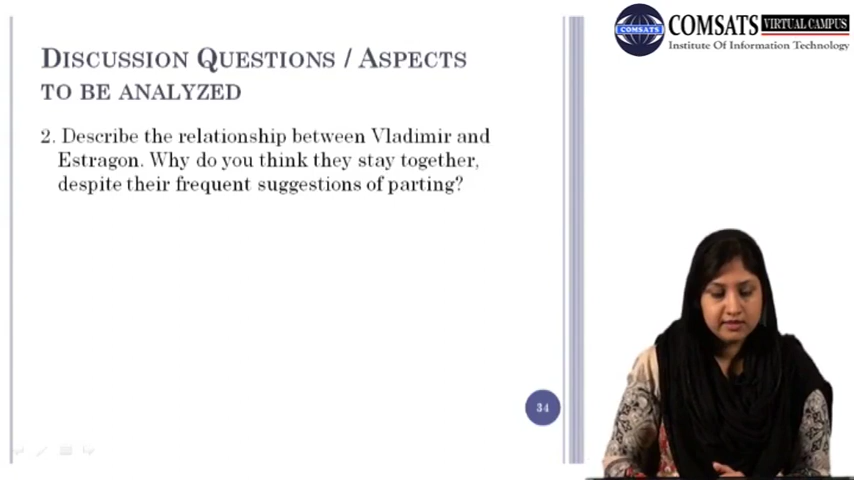 DISCUSSION QUESTIONS / ASPECTS
TO BE ANALYZED
2. Describe the relationship between Vladimir and
Estragon. Why do you think they stay together,
despite their frequent suggestions of parting?
34
COMSATS
COMSATS VIRTUAL CAMPUS
Institute Of Information Technology